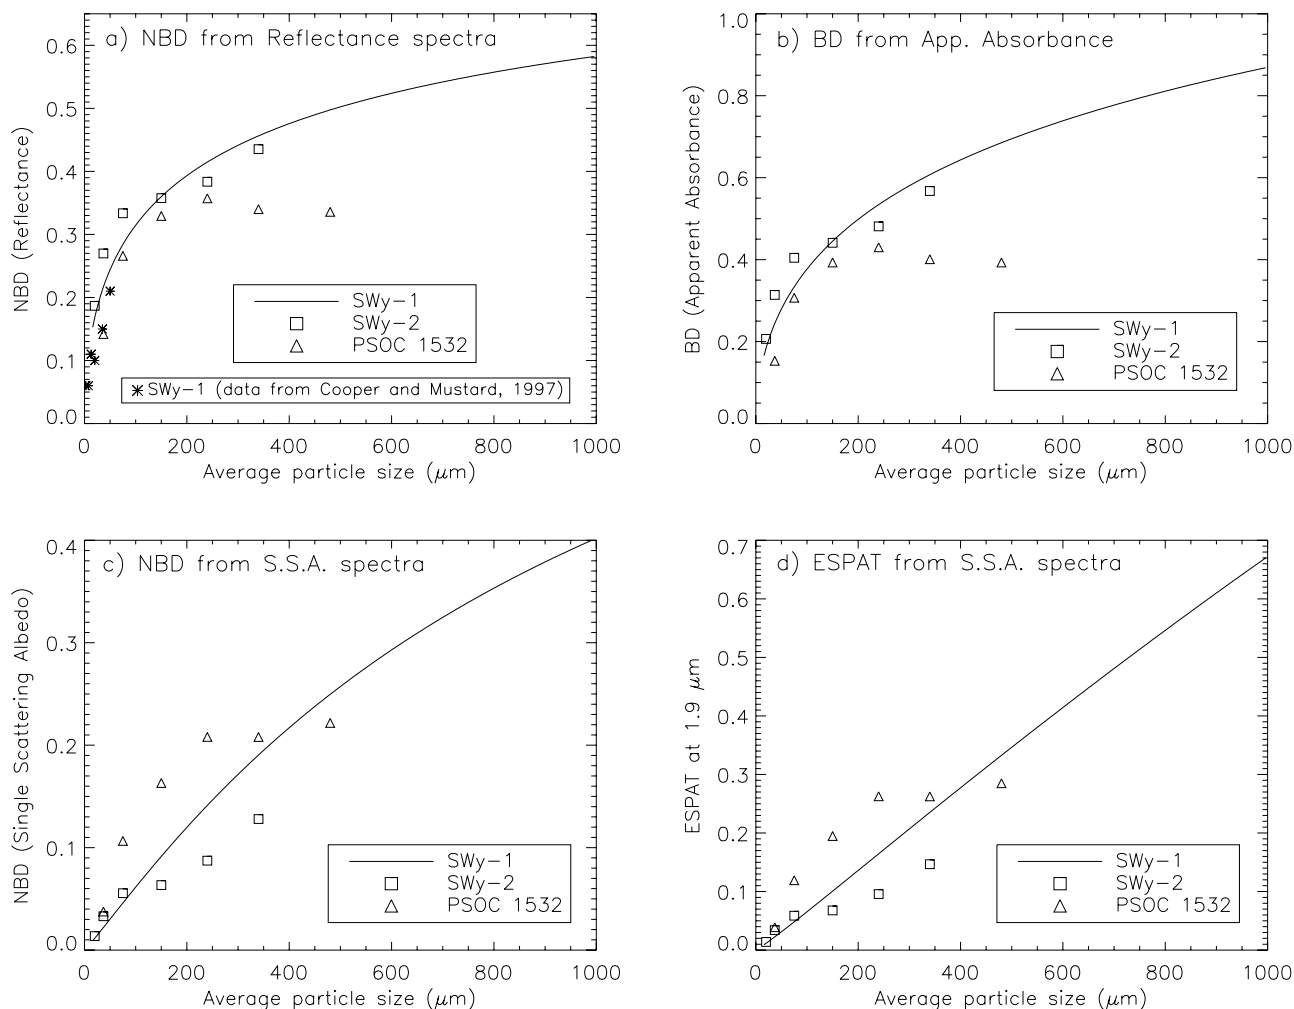 a) NBD from Reflectance spectra
NBD (Reflectance)
0.6
0.5
0.4
0.3
0.2
0.1
0.0
SWy-1
SWy-2
PSOC 1532
SWy-1 (data from Cooper and Mustard, 1997)
0 200 400 600 800 1000
Average particle size (μm)
b) BD from App. Absorbance
BD (Apparent Absorbance)
1.0
0.8
0.6
0.4
0.2
0.0
SWy-1
SWy-2
PSOC 1532
0 200 400 600 800 1000
Average particle size (μm)
c) NBD from S.S.A. spectra
NBD (Single Scattering Albedo)
0.4
0.3
0.2
0.1
0.0
SWy-1
SWy-2
PSOC 1532
0 200 400 600 800 1000
Average particle size (μm)
d) ESPAT from S.S.A. spectra
ESPAT at 1.9 μm
0.7
0.6
0.5
0.4
0.3
0.2
0.1
0.0
SWy-1
SWy-2
PSOC 1532
0 200 400 600 800 1000
Average particle size (μm)